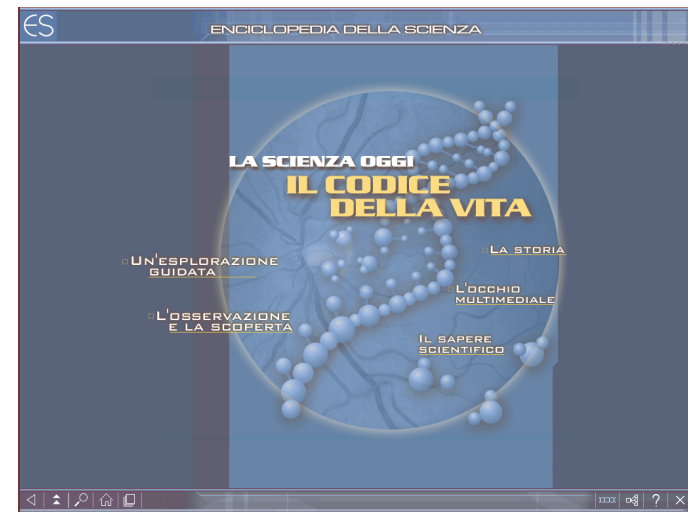 ES
ENCICLOPEDIA DELLA SCIENZA
LA SCIENZA OGGI
IL CODICE
DELLA VITA
UN'ESPLORAZIONE
GUIDATA
L'OSSERVAZIONE
E LA SCOPERTA
LA STORIA
L'OCCHIO
MULTIMEDIALE
IL SAPERE
SCIENTIFICO
?